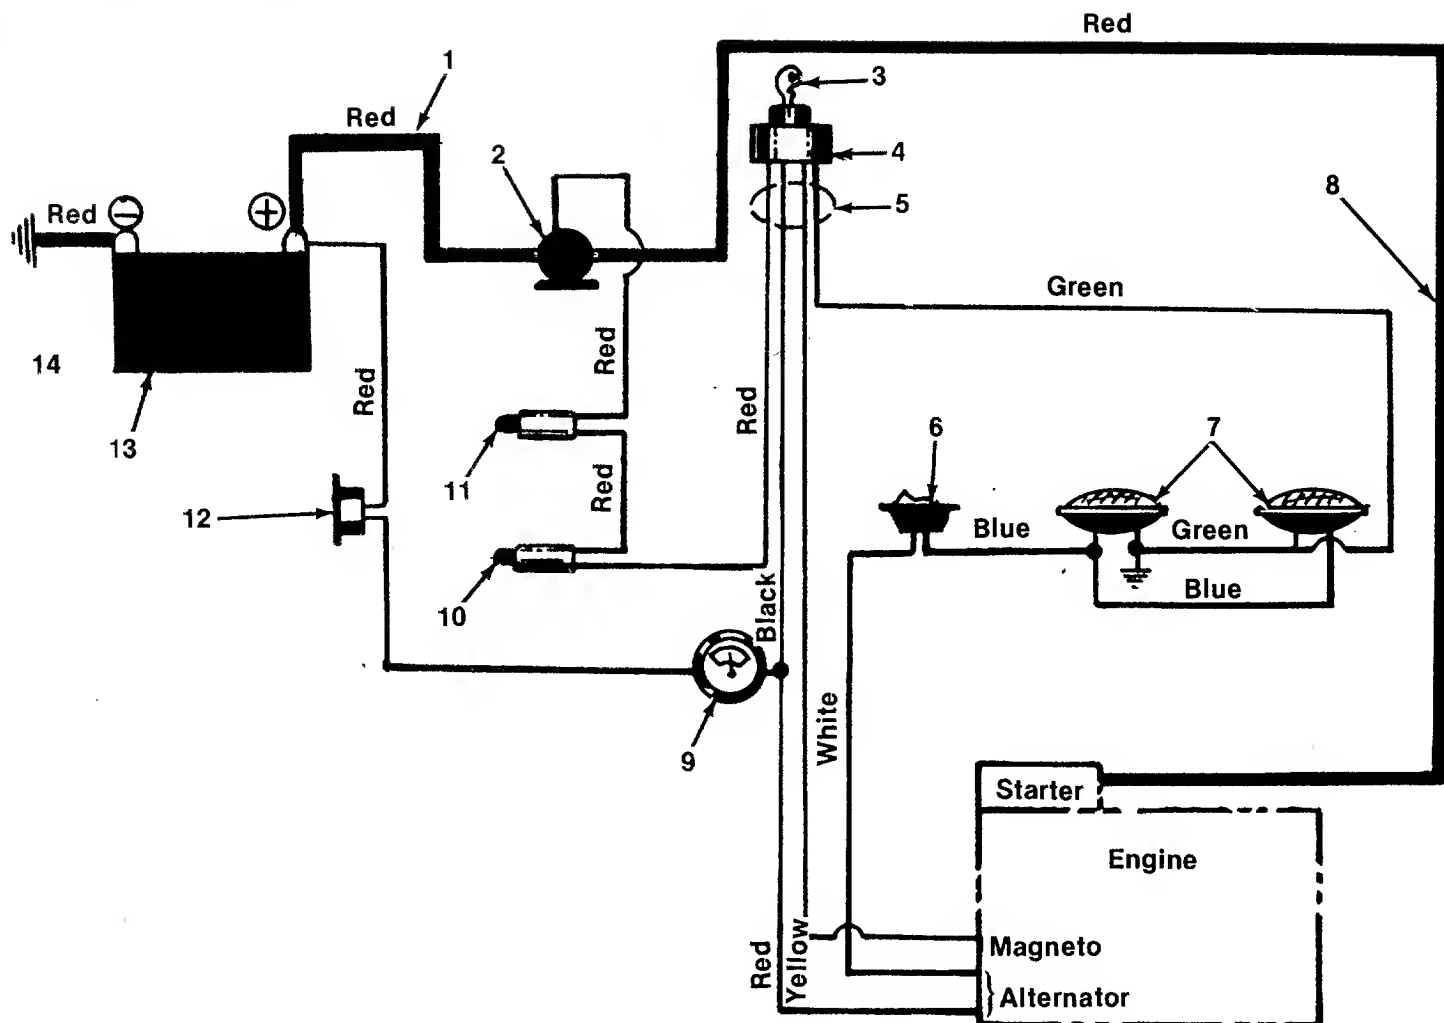 Red
1
3
Red
2
4
8
Red
−
+
5
Green
14
Red
Red
Red
13
6
7
11
Red
12
Blue
Green
10
Black
Blue
White
9
Starter
Engine
Red
Yellow
Magneto
Alternator